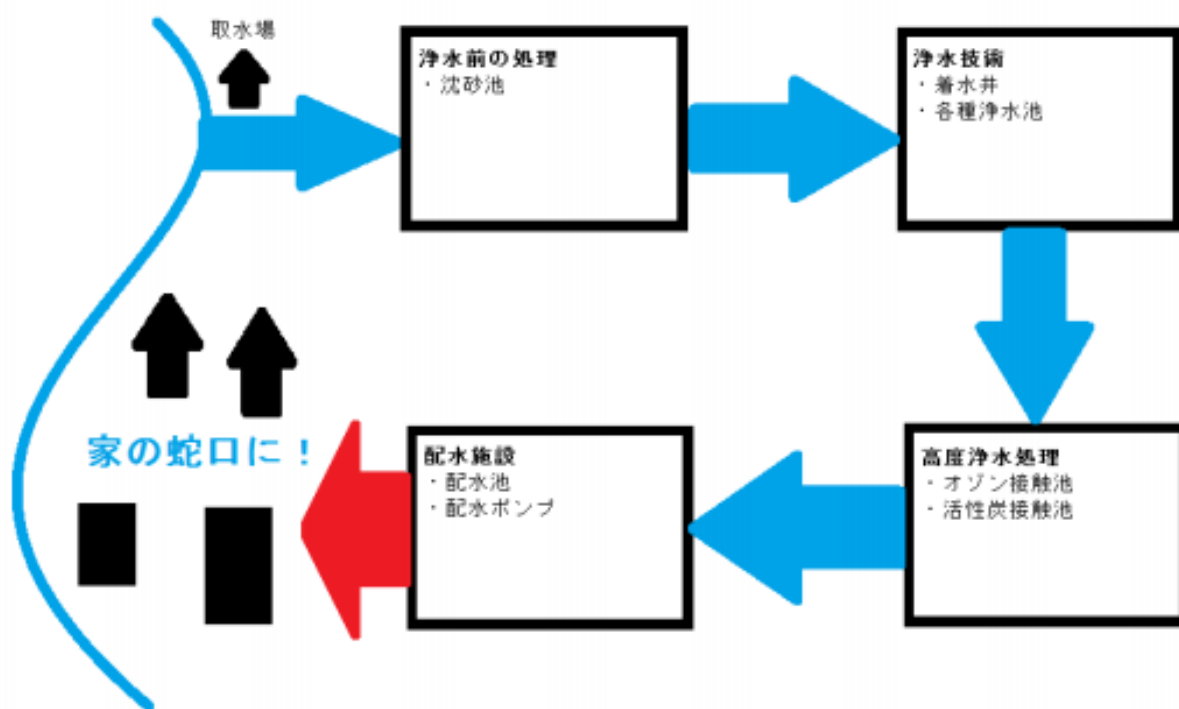 取水場
浄水前の処理
・沈砂池
浄水技術
・着水井
・各種浄水池
高度浄水処理
・オゾン接触池
・活性炭接触池
配水施設
・配水池
・配水ポンプ
家の蛇口に！